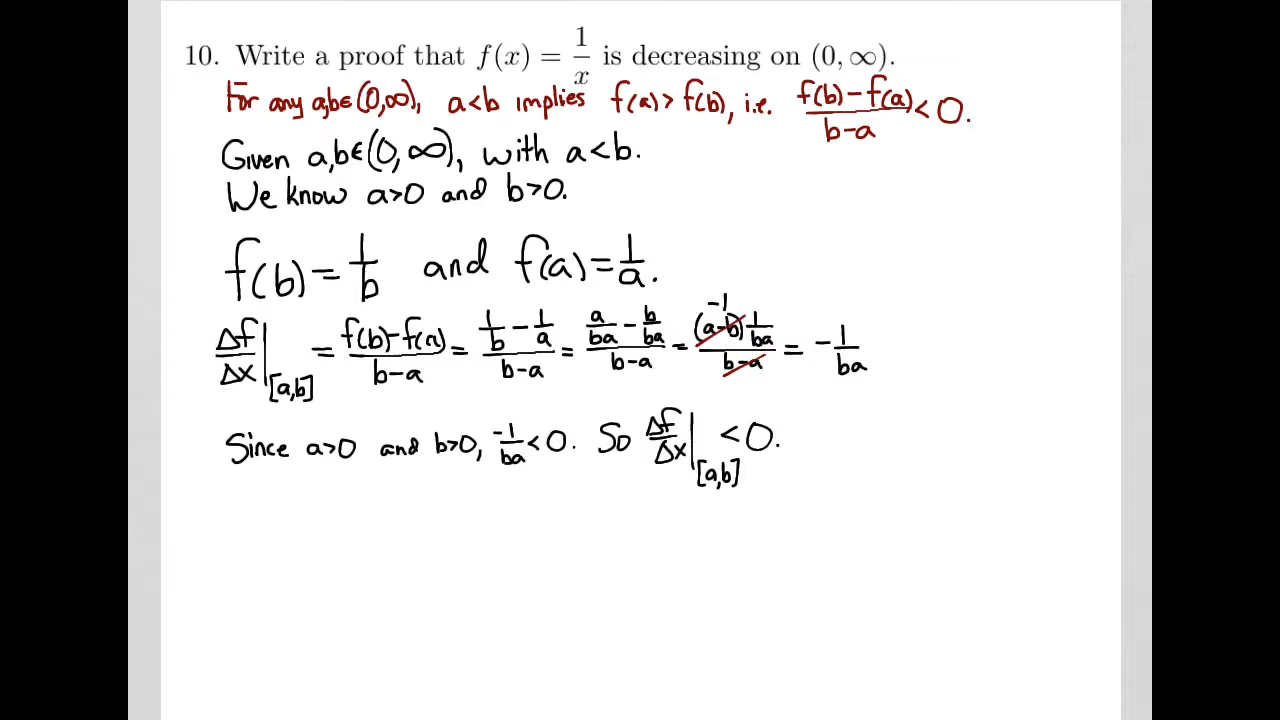 10. Write a proof that f(x) = 1/x is decreasing on (0, ∞).
For any a,b∈(0,∞), a<b implies f(a)>f(b), i.e. (f(b)-f(a))/(b-a) < 0.
Given a,b∈(0,∞), with a<b.
We know a>0 and b>0.
f(b)=1/b and f(a)=1/a.
Δf/Δx|[a,b] = (f(b)-f(a))/(b-a) = (1/b - 1/a)/(b-a) = (a/ba - b/ba)/(b-a) = -1 (a-b) 1/ba/(b-a) = -1/ba
Since a>0 and b>0, -1/ba < 0. So Δf/Δx|[a,b] < 0.